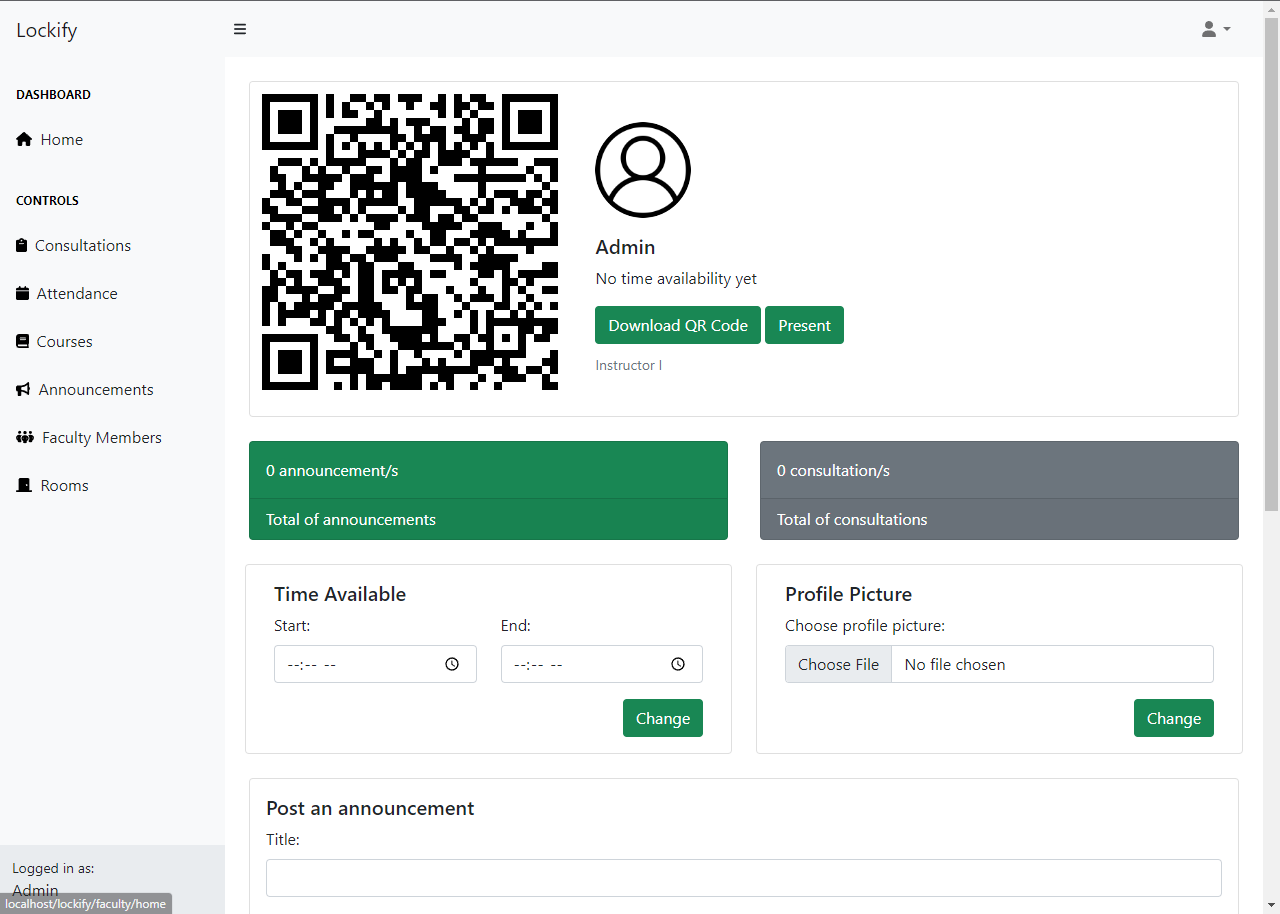 Lockify
DASHBOARD
Home
CONTROLS
Consultations
Attendance
Courses
Announcements
Faculty Members
Rooms
Logged in as:
Admin
localhost/lockify/faculty/home
Admin
No time availability yet
Download QR Code Present
Instructor I
0 announcement/s
Total of announcements
0 consultation/s
Total of consultations
Time Available
Start: End:
--:-- -- --:-- --
Change
Profile Picture
Choose profile picture:
Choose File No file chosen
Change
Post an announcement
Title: